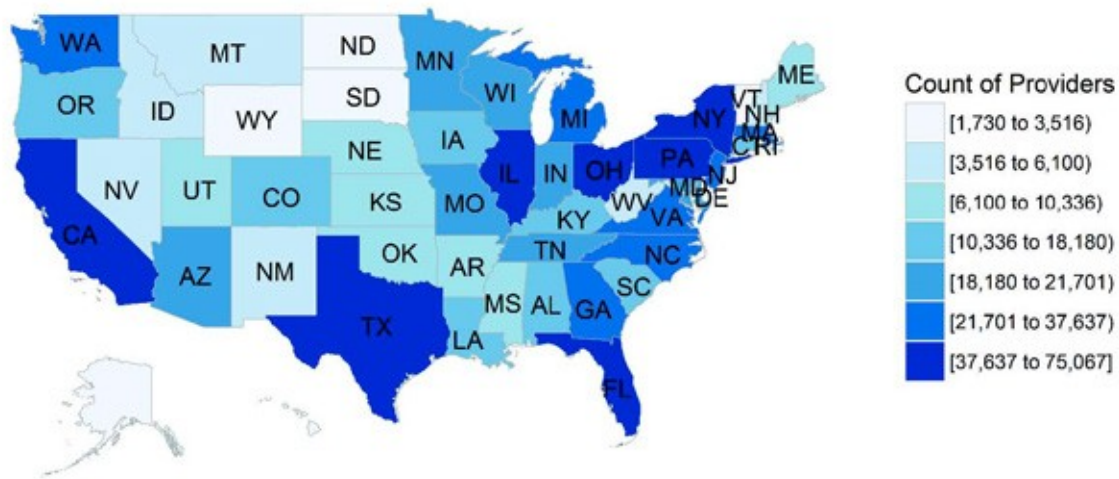 WA
MT
ND
MN
ME
OR
ID
SD
WI
MI
VT
NH
NY
MA
WY
CT
RI
IA
NE
PA
NJ
NV
UT
CO
IL
IN
OH
MD
DE
KS
MO
WV
VA
CA
KY
TN
NC
AZ
NM
OK
AR
SC
MS
AL
GA
TX
LA
FL
Count of Providers
[1,730 to 3,516)
[3,516 to 6,100)
[6,100 to 10,336)
[10,336 to 18,180)
[18,180 to 21,701)
[21,701 to 37,637)
[37,637 to 75,067]